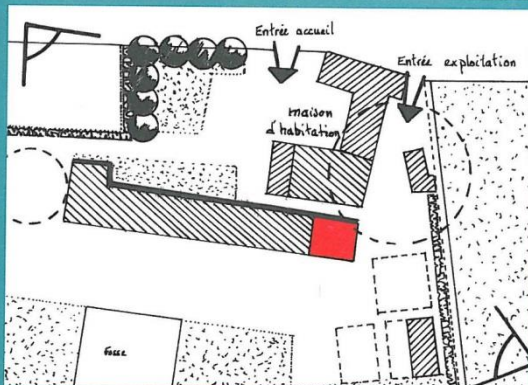 Entrée accueil
Entrée exploitation
maison
d'habitation
Fosse